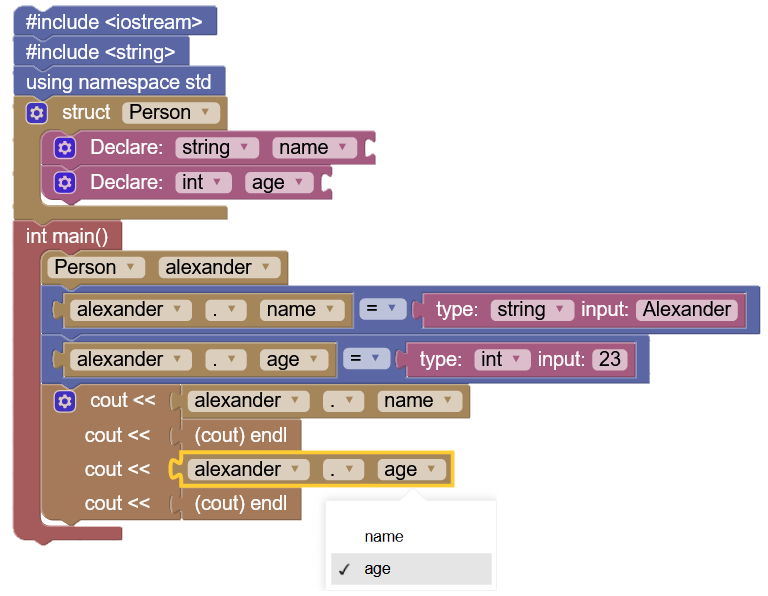 #include <iostream>
#include <string>
using namespace std
struct Person
Declare: string name
Declare: int age
int main()
Person alexander
alexander . name = type: string input: Alexander
alexander . age = type: int input: 23
cout << alexander . name
cout << (cout) endl
cout << alexander . age
cout << (cout) endl
name
✓ age